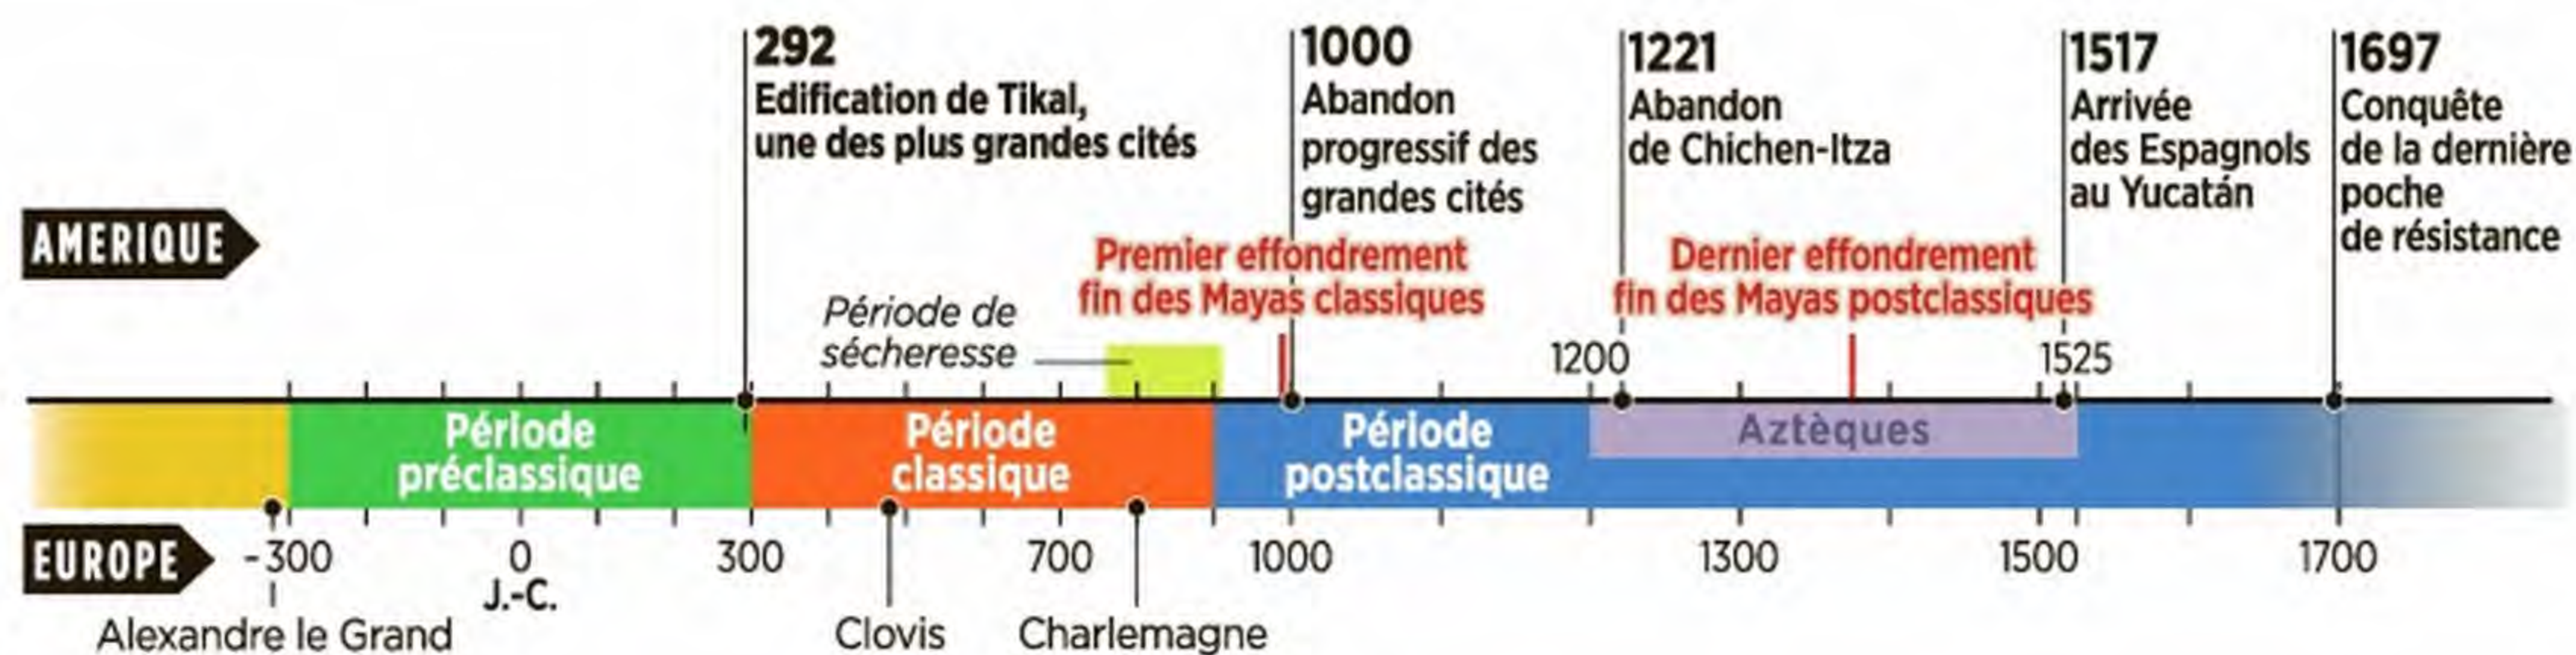 292
Edification de Tikal,
une des plus grandes cités
1000
Abandon
progressif des
grandes cités
1221
Abandon
de Chichen-Itza
1517
Arrivée
des Espagnols
au Yucatán
1697
Conquête
de la dernière
poche
de résistance
AMERIQUE
Premier effondrement
fin des Mayas classiques
Dernier effondrement
fin des Mayas postclassiques
Période de
sécheresse
1200
1525
Période
préclassique
Période
classique
Période
postclassique
Aztèques
EUROPE
-300
0
J.-C.
300
700
1000
1300
1500
1700
Alexandre le Grand
Clovis
Charlemagne